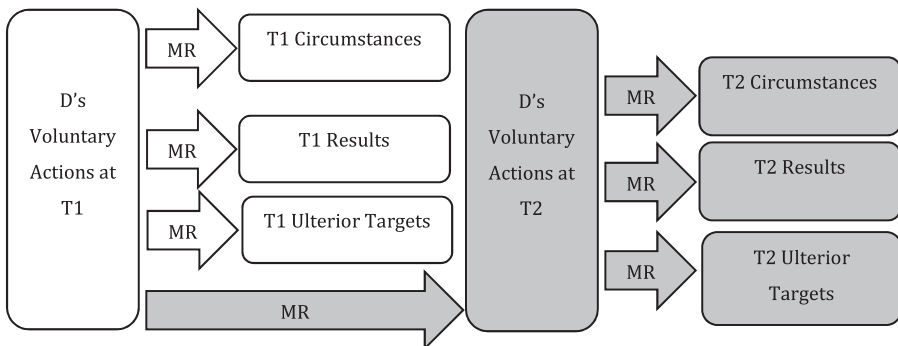 D’s
Voluntary
Actions at
T1
MR
T1 Circumstances
MR
T1 Results
MR
T1 Ulterior Targets
MR
D’s
Voluntary
Actions at
T2
MR
T2 Circumstances
MR
T2 Results
MR
T2 Ulterior
Targets